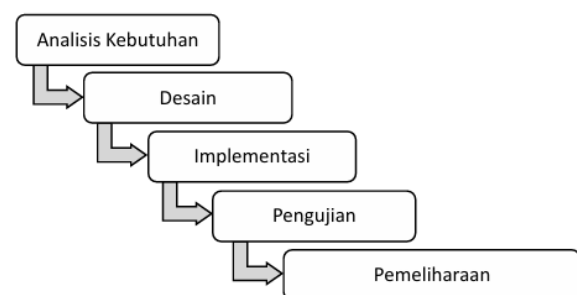 Analisis Kebutuhan
Desain
Implementasi
Pengujian
Pemeliharaan